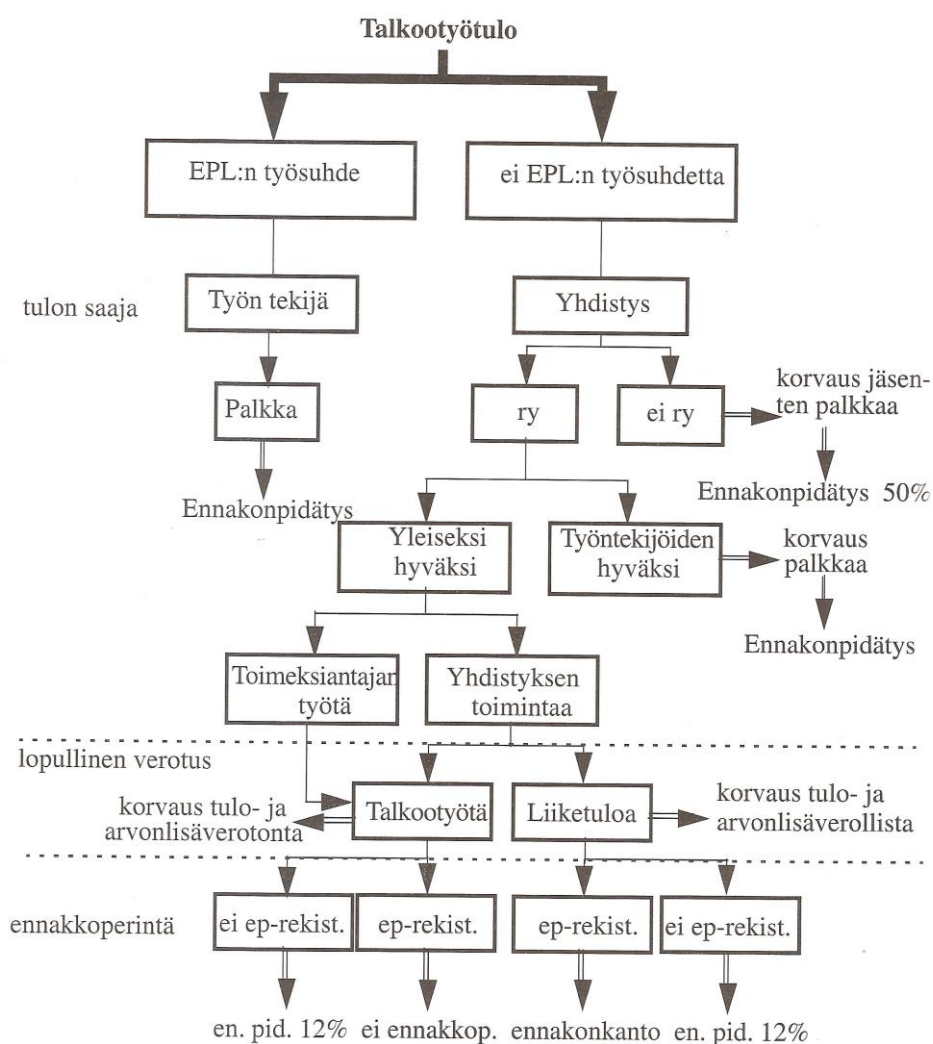 Talkootyötulo
EPL:n työsuhde
ei EPL:n työsuhdetta
tulon saaja
Työn tekijä
Yhdistys
Palkka
ry
ei ry
korvaus jäsen-
ten palkkaa
Ennakonpidätys
Ennakonpidätys 50%
Yleiseksi
hyväksi
Työntekijöiden
hyväksi
korvaus
palkkaa
Ennakonpidätys
Toimeksiantajan
työtä
Yhdistyksen
toimintaa
lopullinen verotus
korvaus tulo- ja
arvonlisäverotonta
Talkootyötä
Liiketuloa
korvaus tulo- ja
arvonlisäverollista
ennakkoperintä
ei ep-rekist.
ep-rekist.
ep-rekist.
ei ep-rekist.
en. pid. 12%
ei ennakkop.
ennakonkanto
en. pid. 12%